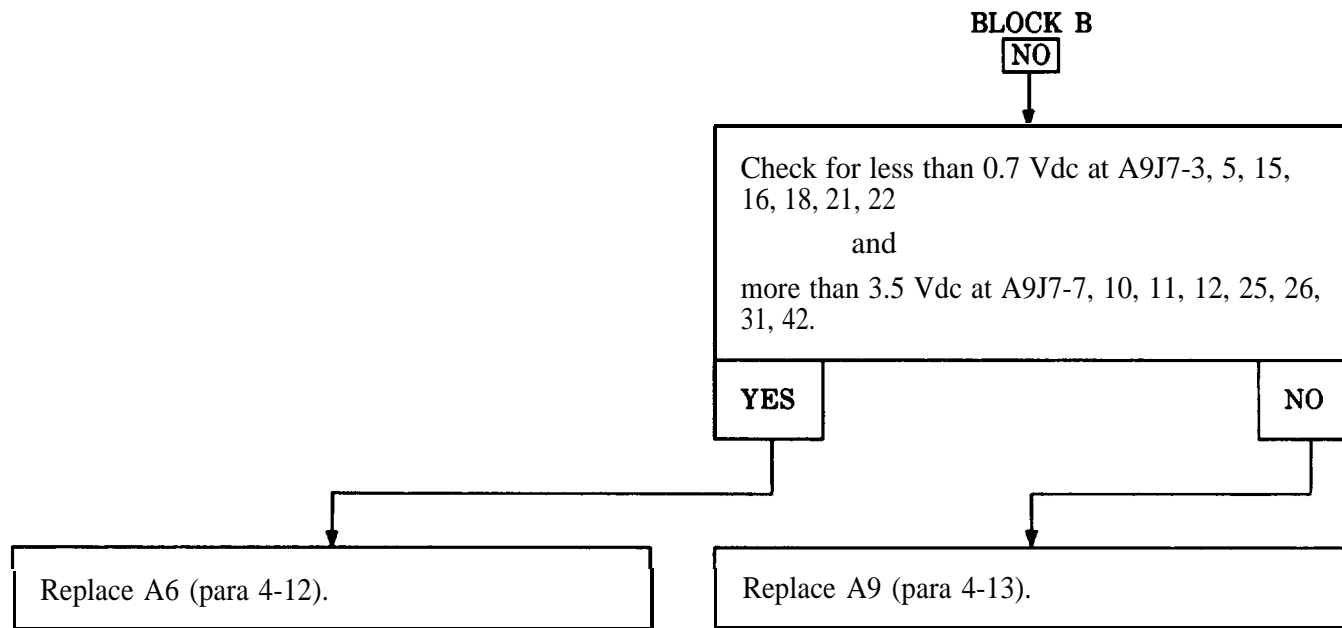 BLOCK B
NO
Check for less than 0.7 Vdc at A9J7-3, 5, 15,
16, 18, 21, 22
and
more than 3.5 Vdc at A9J7-7, 10, 11, 12, 25, 26,
31, 42.
YES
NO
Replace A6 (para 4-12).
Replace A9 (para 4-13).